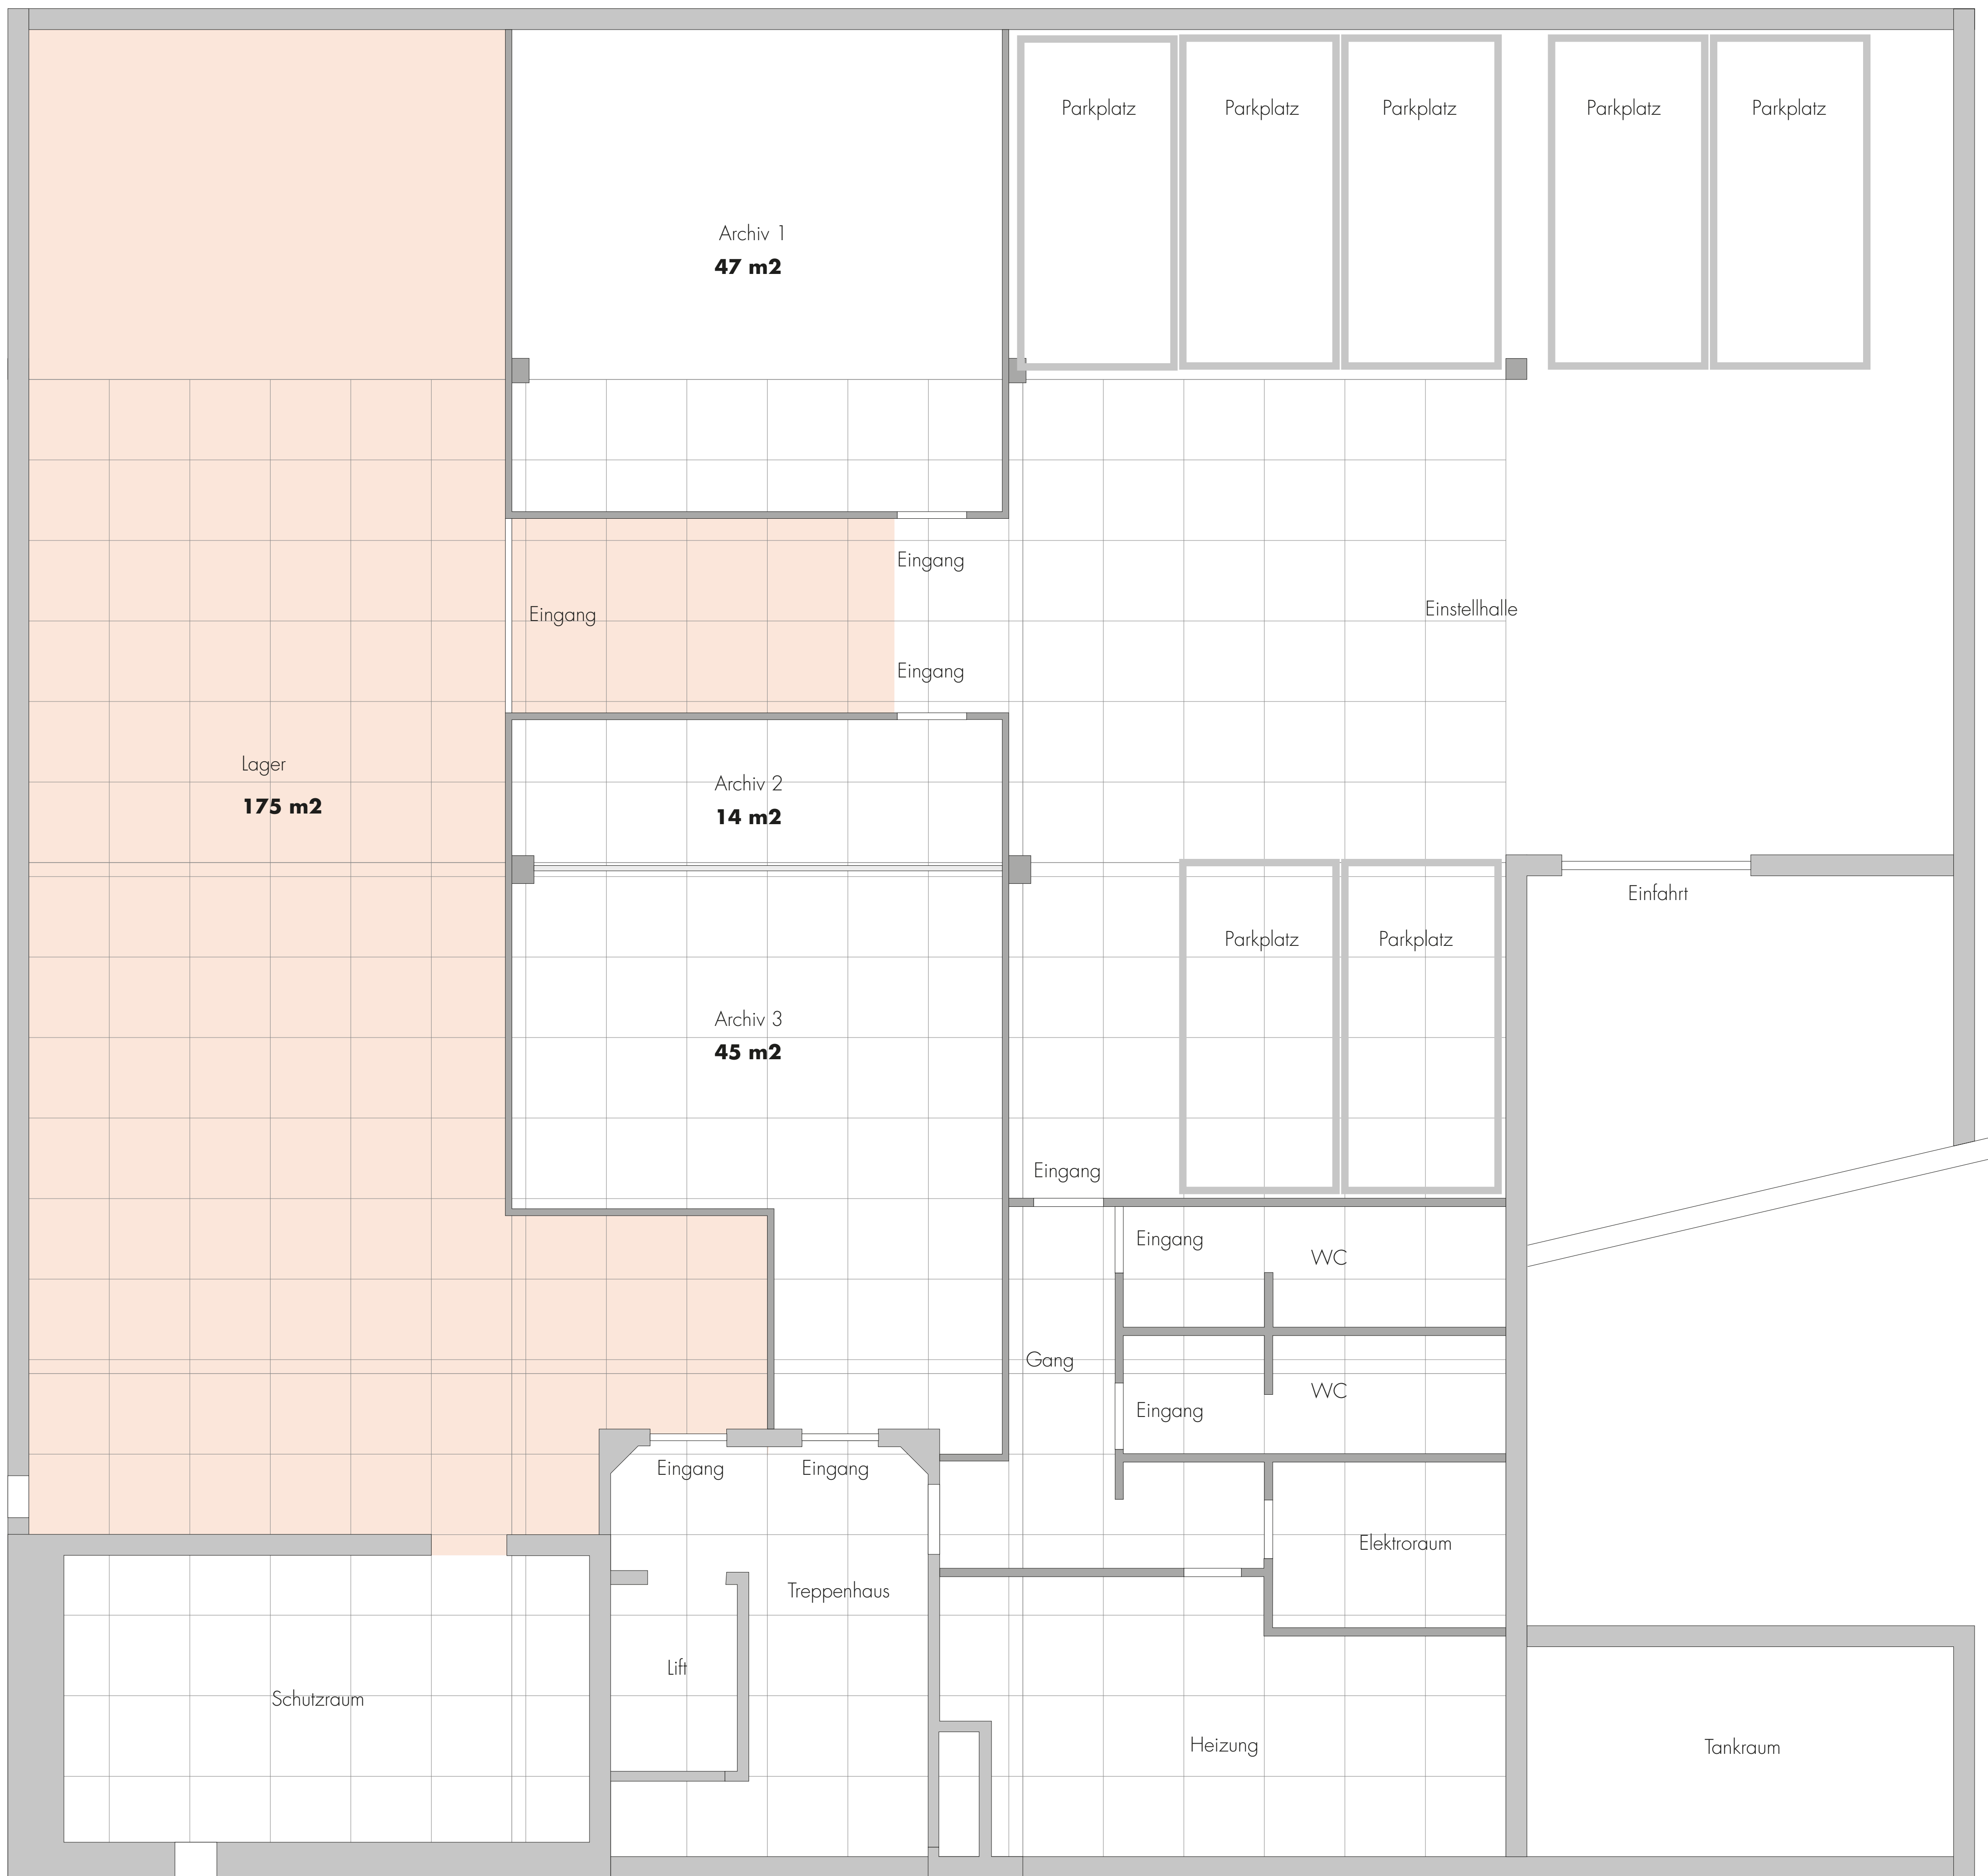 Parkplatz
Parkplatz
Parkplatz
Parkplatz
Parkplatz
Archiv 1
47 m2
Eingang
Eingang
Einstellhalle
Eingang
Lager
175 m2
Archiv 2
14 m2
Einfahrt
Parkplatz
Parkplatz
Archiv 3
45 m2
Eingang
Eingang
WC
Gang
WC
Eingang
Eingang
Eingang
Elektroraum
Treppenhaus
Lift
Schutzraum
Heizung
Tankraum